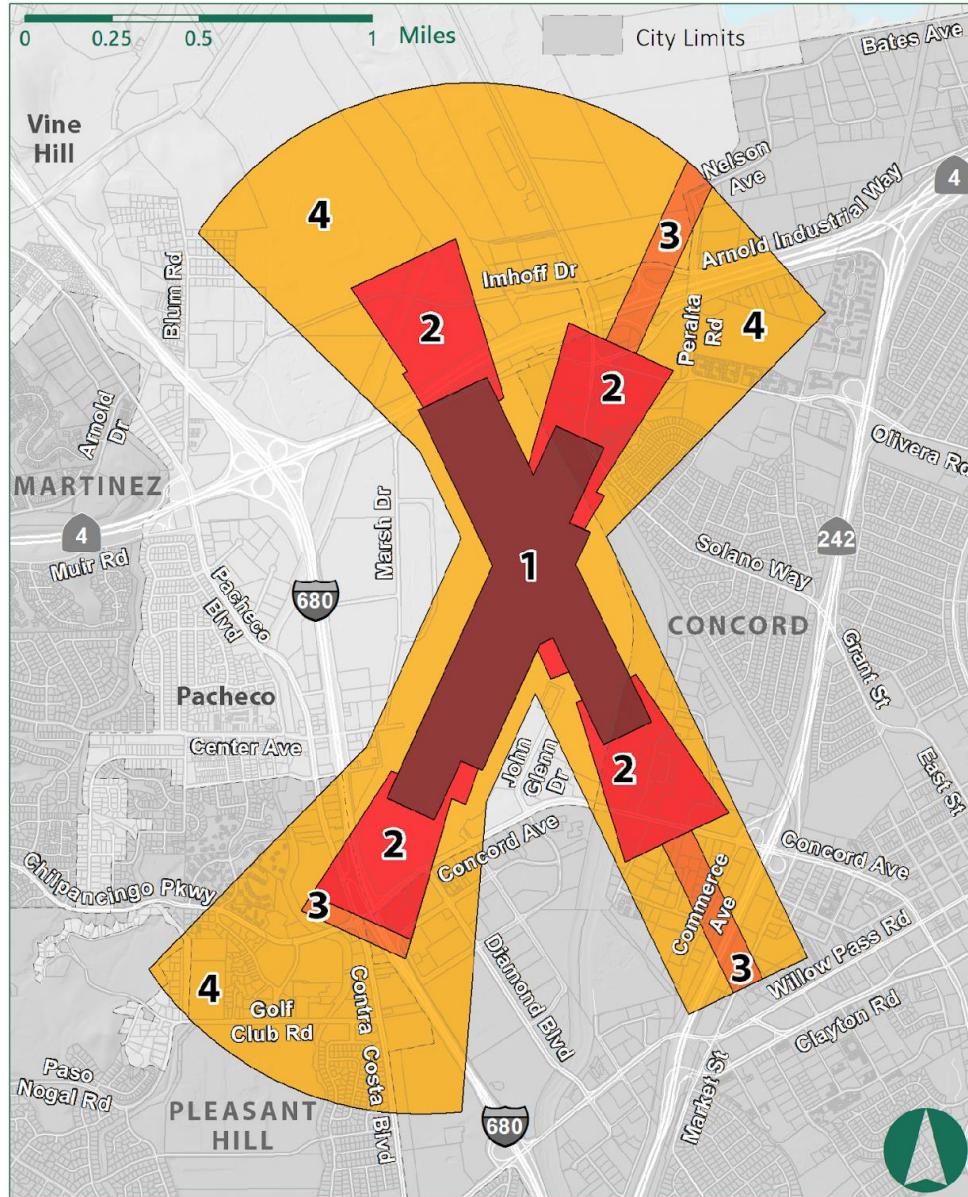 0 0.25 0.5 1 Miles
City Limits
Bates Ave
Vine
Hill
Nelson
Ave
4
4
3
Arnold Industrial Way
Imhoff Dr
Blum Rd
2
Peralta
Rd
4
2
Arnold
Dr
Olivera Rd
MARTINEZ
4
Marsh Dr
242
Muir Rd
Solano Way
1
680
Pacheco
Blvd
CONCORD
Grant St
Pacheco
Center Ave
John
Glenn
Dr
2
East St
2
Concord Ave
Concord Ave
Chilpancingo Pkwy
Commerce
Ave
3
Willow Pass Rd
3
4
Diamond Blvd
Golf
Club Rd
Contra Costa Blvd
Clayton Rd
Paso
Nogal Rd
Market St
PLEASANT
HILL
680